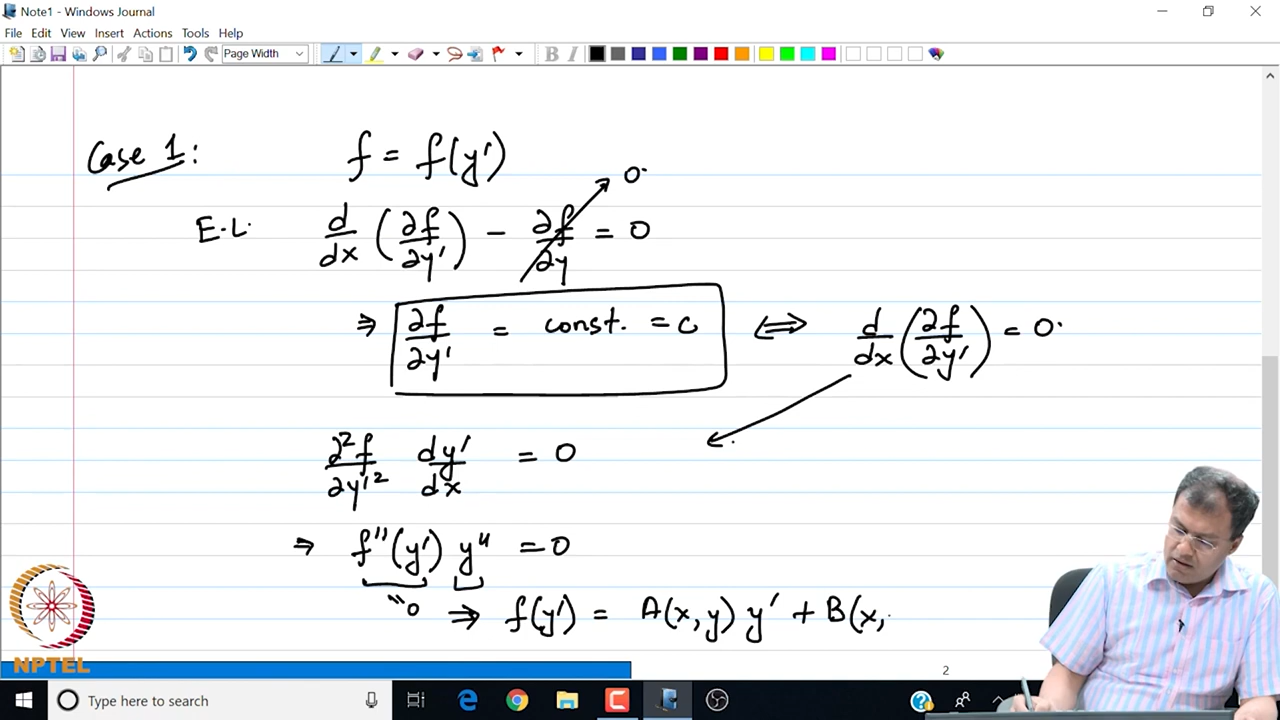 Note1 - Windows Journal
File Edit View Insert Actions Tools Help
Page Width
B I
Case 1: f = f(y')
0.
E.L. d/dx (∂f/∂y') - ∂f/∂y = 0
⇒ ∂f/∂y' = const. = c ⟺ d/dx (∂f/∂y') = 0.
∂²f/∂y'² dy'/dx = 0
⇒ f''(y') y'' = 0
"0 ⇒ f(y') = A(x,y) y' + B(x,
NPTEL
2
Type here to search